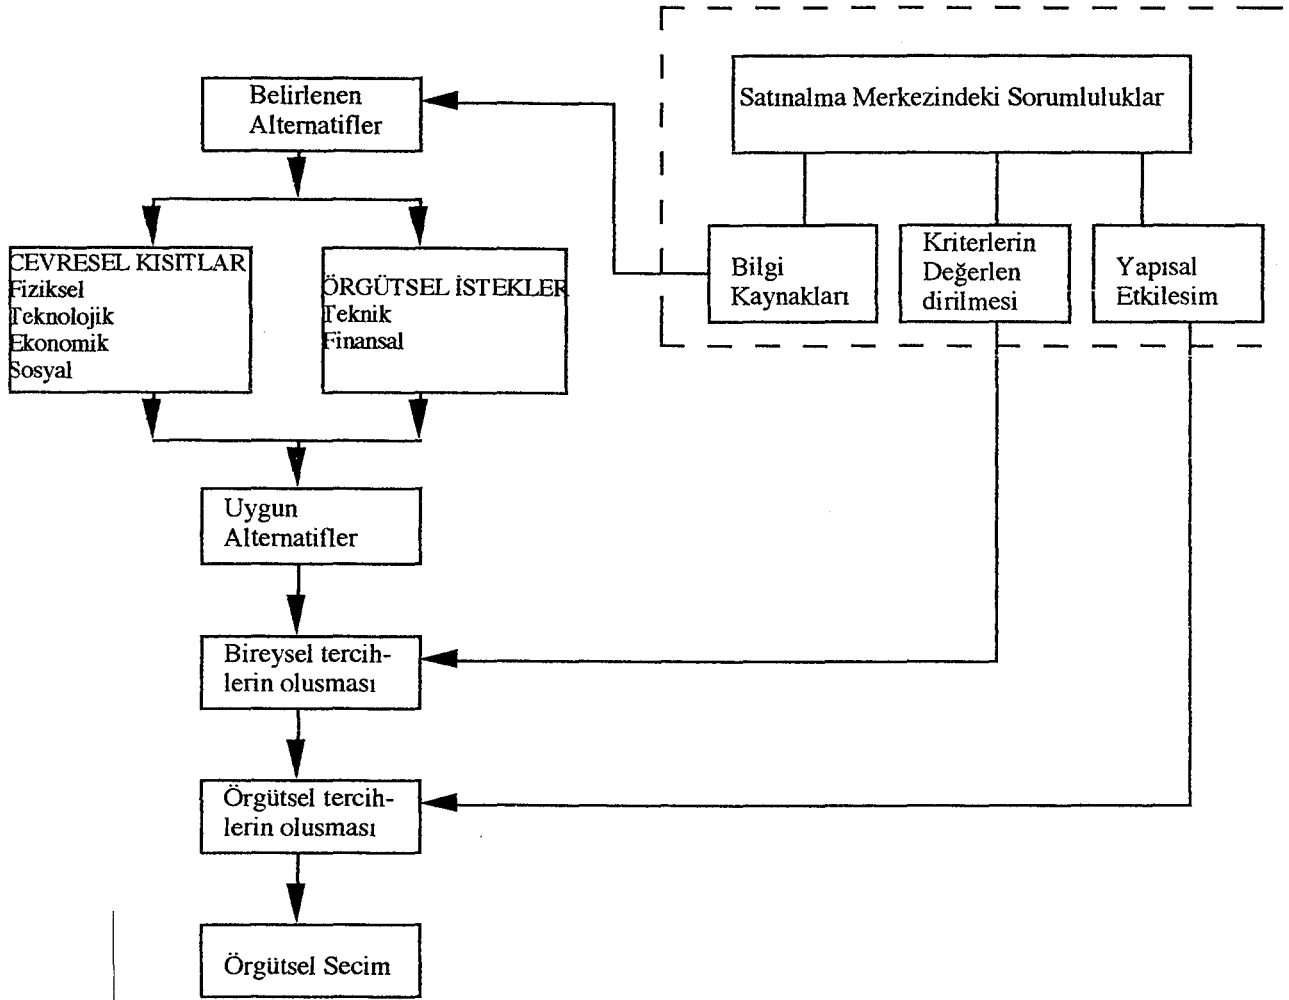 Belirlenen
Alternatifler
Satınalma Merkezindeki Sorumluluklar
Bilgi
Kaynakları
Kriterlerin
Değerlen
dirilmesi
Yapısal
Etkilesim
CEVRESEL KISITLAR
Fiziksel
Teknolojik
Ekonomik
Sosyal
ÖRGÜTSEL İSTEKLER
Teknik
Finansal
Uygun
Alternatifler
Bireysel tercih-
lerin olusması
Örgütsel tercih-
lerin olusması
Örgütsel Secim